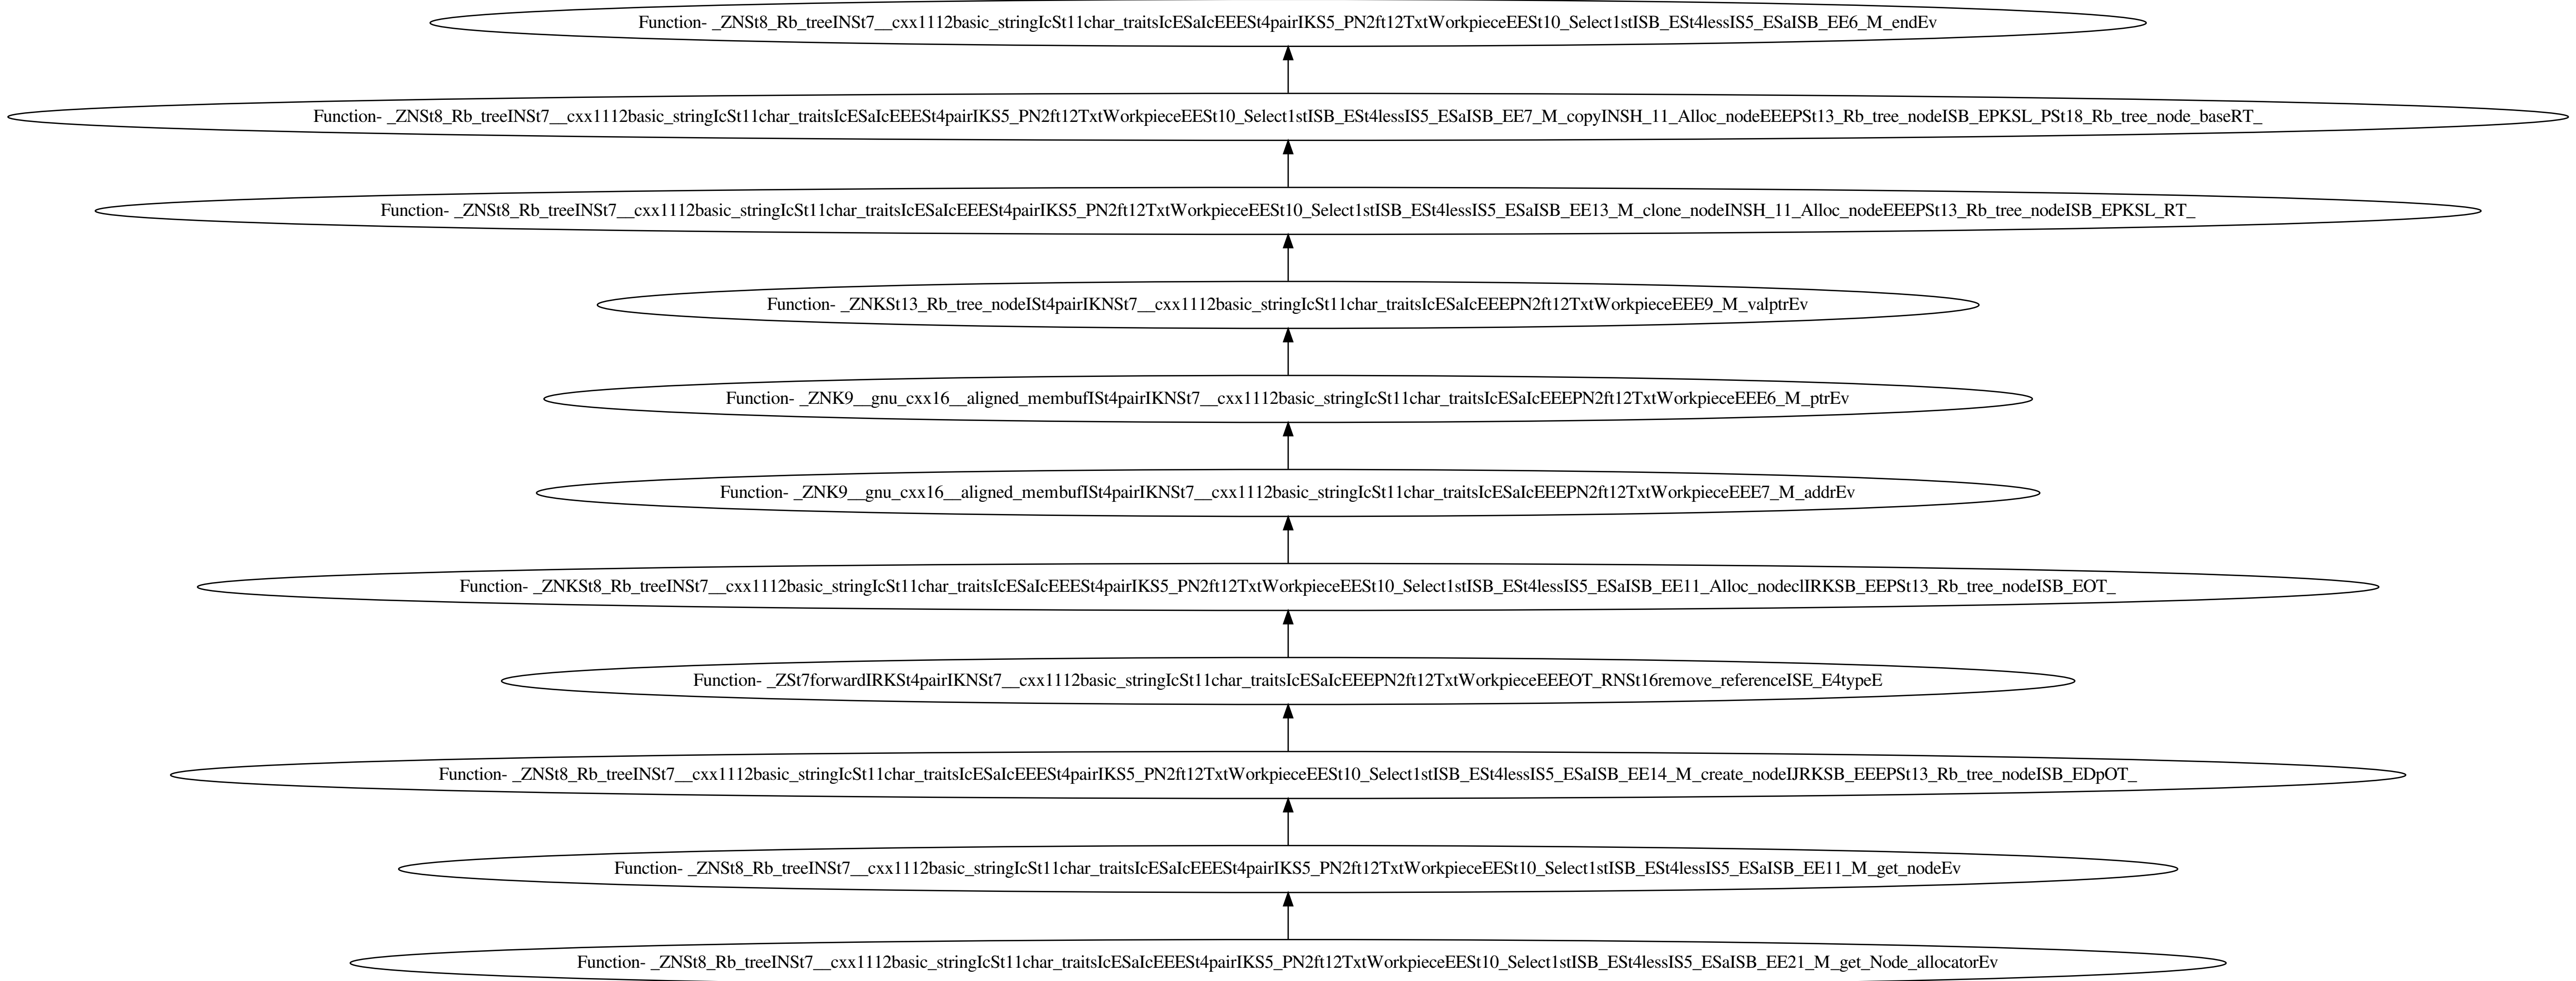 Function- _ZNSt8_Rb_treeINSt7__cxx1112basic_stringIcSt11char_traitsIcESaIcEEESt4pairIKS5_PN2ft12TxtWorkpieceEESt10_Select1stISB_ESt4lessIS5_ESaISB_EE6_M_endEv
Function- _ZNSt8_Rb_treeINSt7__cxx1112basic_stringIcSt11char_traitsIcESaIcEEESt4pairIKS5_PN2ft12TxtWorkpieceEESt10_Select1stISB_ESt4lessIS5_ESaISB_EE7_M_copyINSH_11_Alloc_nodeEEEPSt13_Rb_tree_nodeISB_EPKSL_PSt18_Rb_tree_node_baseRT_
Function- _ZNSt8_Rb_treeINSt7__cxx1112basic_stringIcSt11char_traitsIcESaIcEEESt4pairIKS5_PN2ft12TxtWorkpieceEESt10_Select1stISB_ESt4lessIS5_ESaISB_EE13_M_clone_nodeINSH_11_Alloc_nodeEEEPSt13_Rb_tree_nodeISB_EPKSL_RT_
Function- _ZNKSt13_Rb_tree_nodeISt4pairIKNSt7__cxx1112basic_stringIcSt11char_traitsIcESaIcEEEPN2ft12TxtWorkpieceEEE9_M_valptrEv
Function- _ZNK9__gnu_cxx16__aligned_membufISt4pairIKNSt7__cxx1112basic_stringIcSt11char_traitsIcESaIcEEEPN2ft12TxtWorkpieceEEE6_M_ptrEv
Function- _ZNK9__gnu_cxx16__aligned_membufISt4pairIKNSt7__cxx1112basic_stringIcSt11char_traitsIcESaIcEEEPN2ft12TxtWorkpieceEEE7_M_addrEv
Function- _ZNKSt8_Rb_treeINSt7__cxx1112basic_stringIcSt11char_traitsIcESaIcEEESt4pairIKS5_PN2ft12TxtWorkpieceEESt10_Select1stISB_ESt4lessIS5_ESaISB_EE11_Alloc_nodeclIRKSB_EEPSt13_Rb_tree_nodeISB_EOT_
Function- _ZSt7forwardIRKSt4pairIKNSt7__cxx1112basic_stringIcSt11char_traitsIcESaIcEEEPN2ft12TxtWorkpieceEEEOT_RNSt16remove_referenceISE_E4typeE
Function- _ZNSt8_Rb_treeINSt7__cxx1112basic_stringIcSt11char_traitsIcESaIcEEESt4pairIKS5_PN2ft12TxtWorkpieceEESt10_Select1stISB_ESt4lessIS5_ESaISB_EE14_M_create_nodeIJRKSB_EEEPSt13_Rb_tree_nodeISB_EDpOT_
Function- _ZNSt8_Rb_treeINSt7__cxx1112basic_stringIcSt11char_traitsIcESaIcEEESt4pairIKS5_PN2ft12TxtWorkpieceEESt10_Select1stISB_ESt4lessIS5_ESaISB_EE11_M_get_nodeEv
Function- _ZNSt8_Rb_treeINSt7__cxx1112basic_stringIcSt11char_traitsIcESaIcEEESt4pairIKS5_PN2ft12TxtWorkpieceEESt10_Select1stISB_ESt4lessIS5_ESaISB_EE21_M_get_Node_allocatorEv